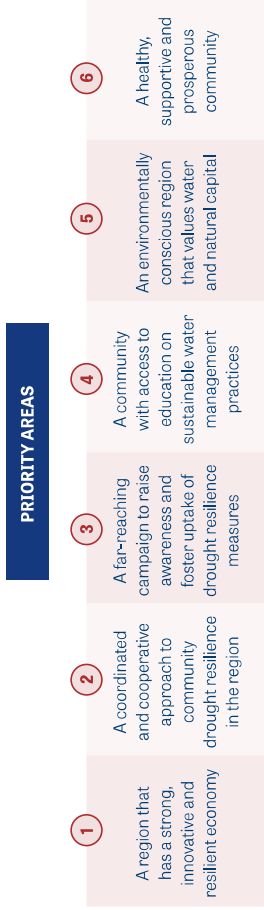 PRIORITY AREAS
1
A region that
has a strong,
innovative and
resilient economy
2
A coordinated
and cooperative
approach to
community
drought resilience
in the region
3
A far-reaching
campaign to raise
awareness and
foster uptake of
drought resilience
measures
4
A community
with access to
education on
sustainable water
management
practices
5
An environmentally
conscious region
that values water
and natural capital
6
A healthy,
supportive and
prosperous
community